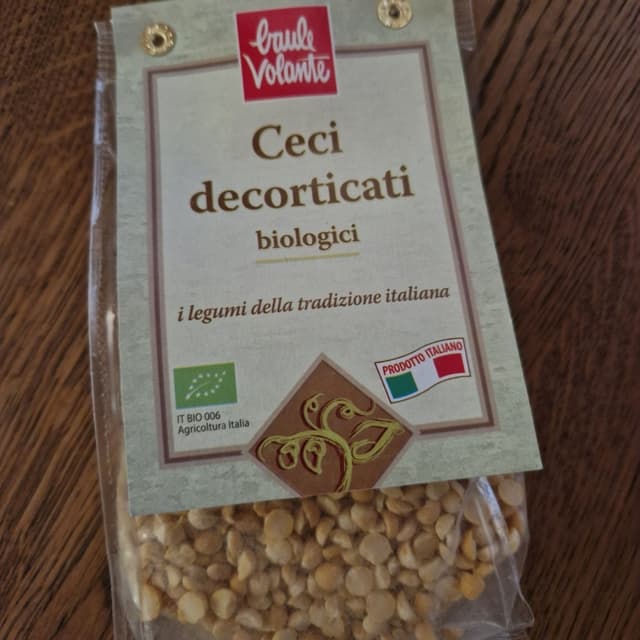 baule
volante
Ceci
decorticati
biologici
i legumi della tradizione italiana
PRODOTTO ITALIANO
IT BIO 006
Agricoltura Italia